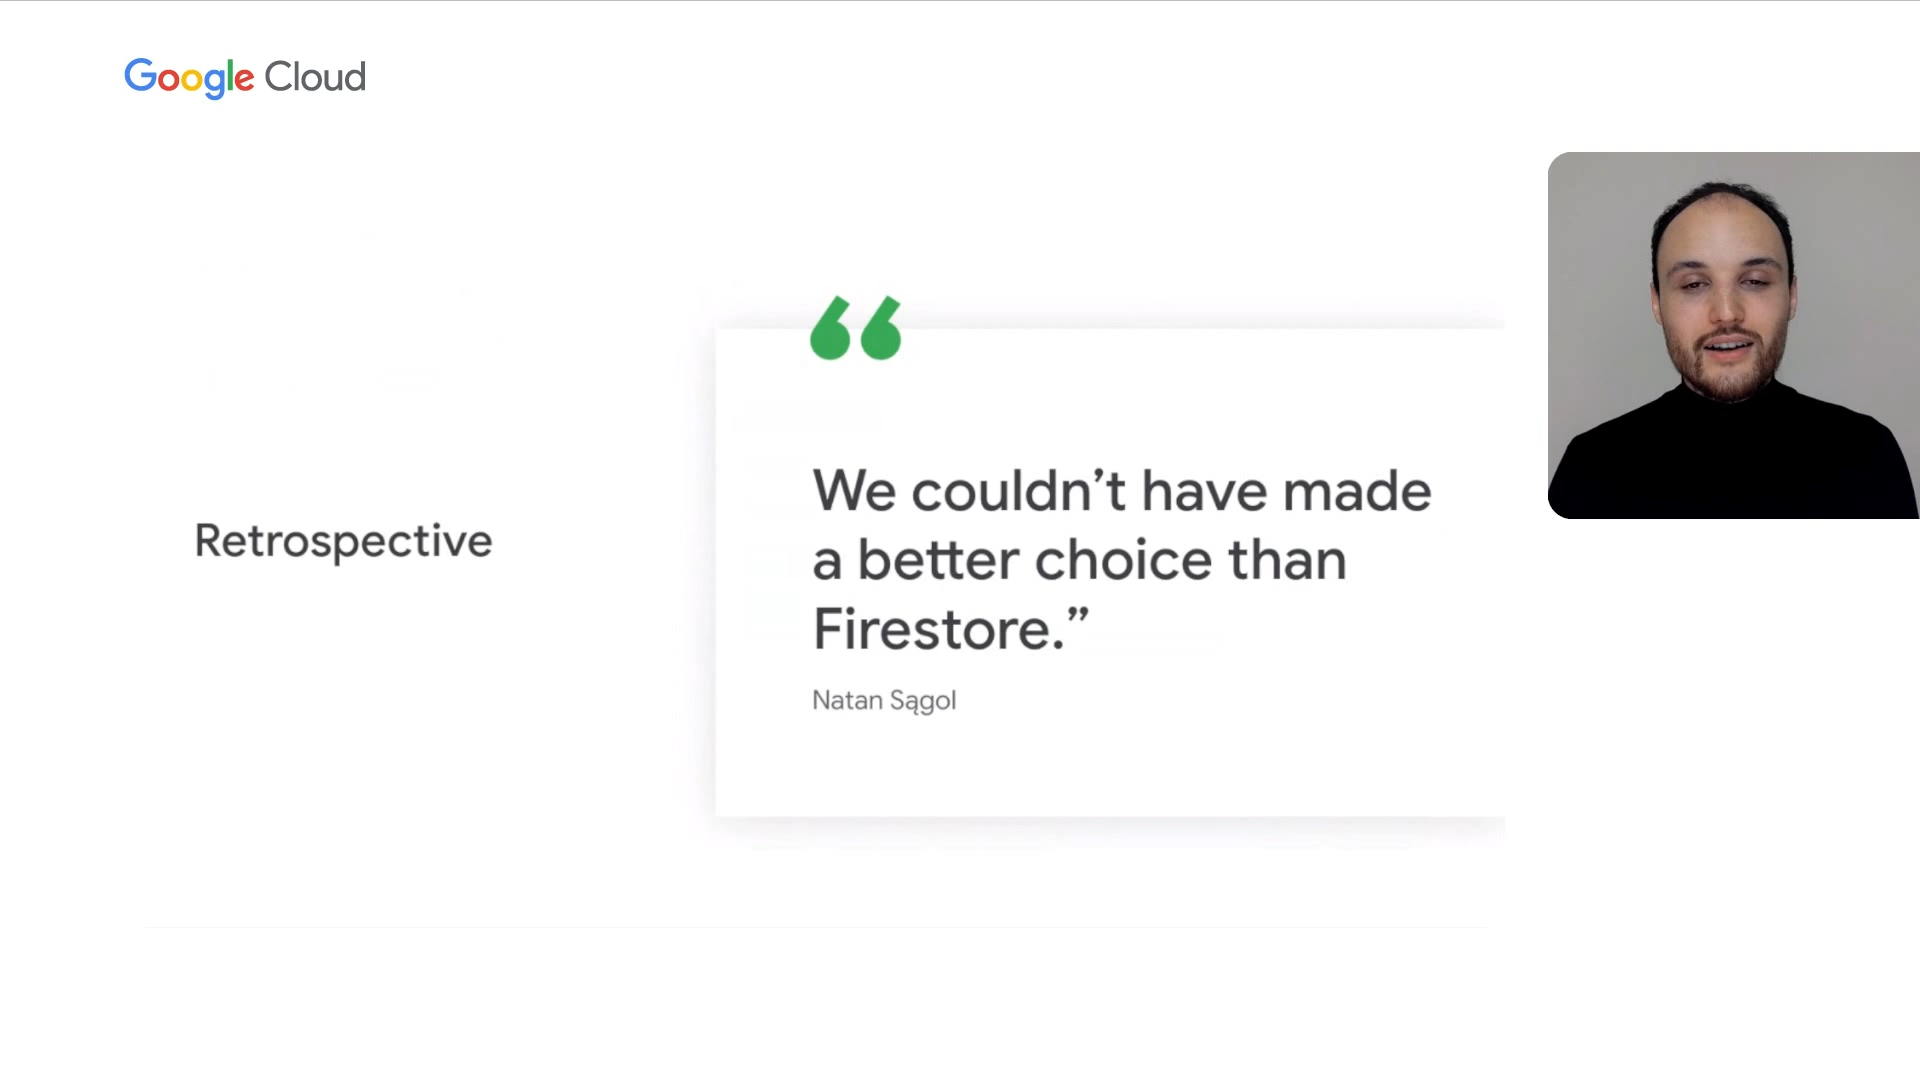 Google Cloud
Retrospective
“
We couldn’t have made
a better choice than
Firestore.”
Natan Sągol